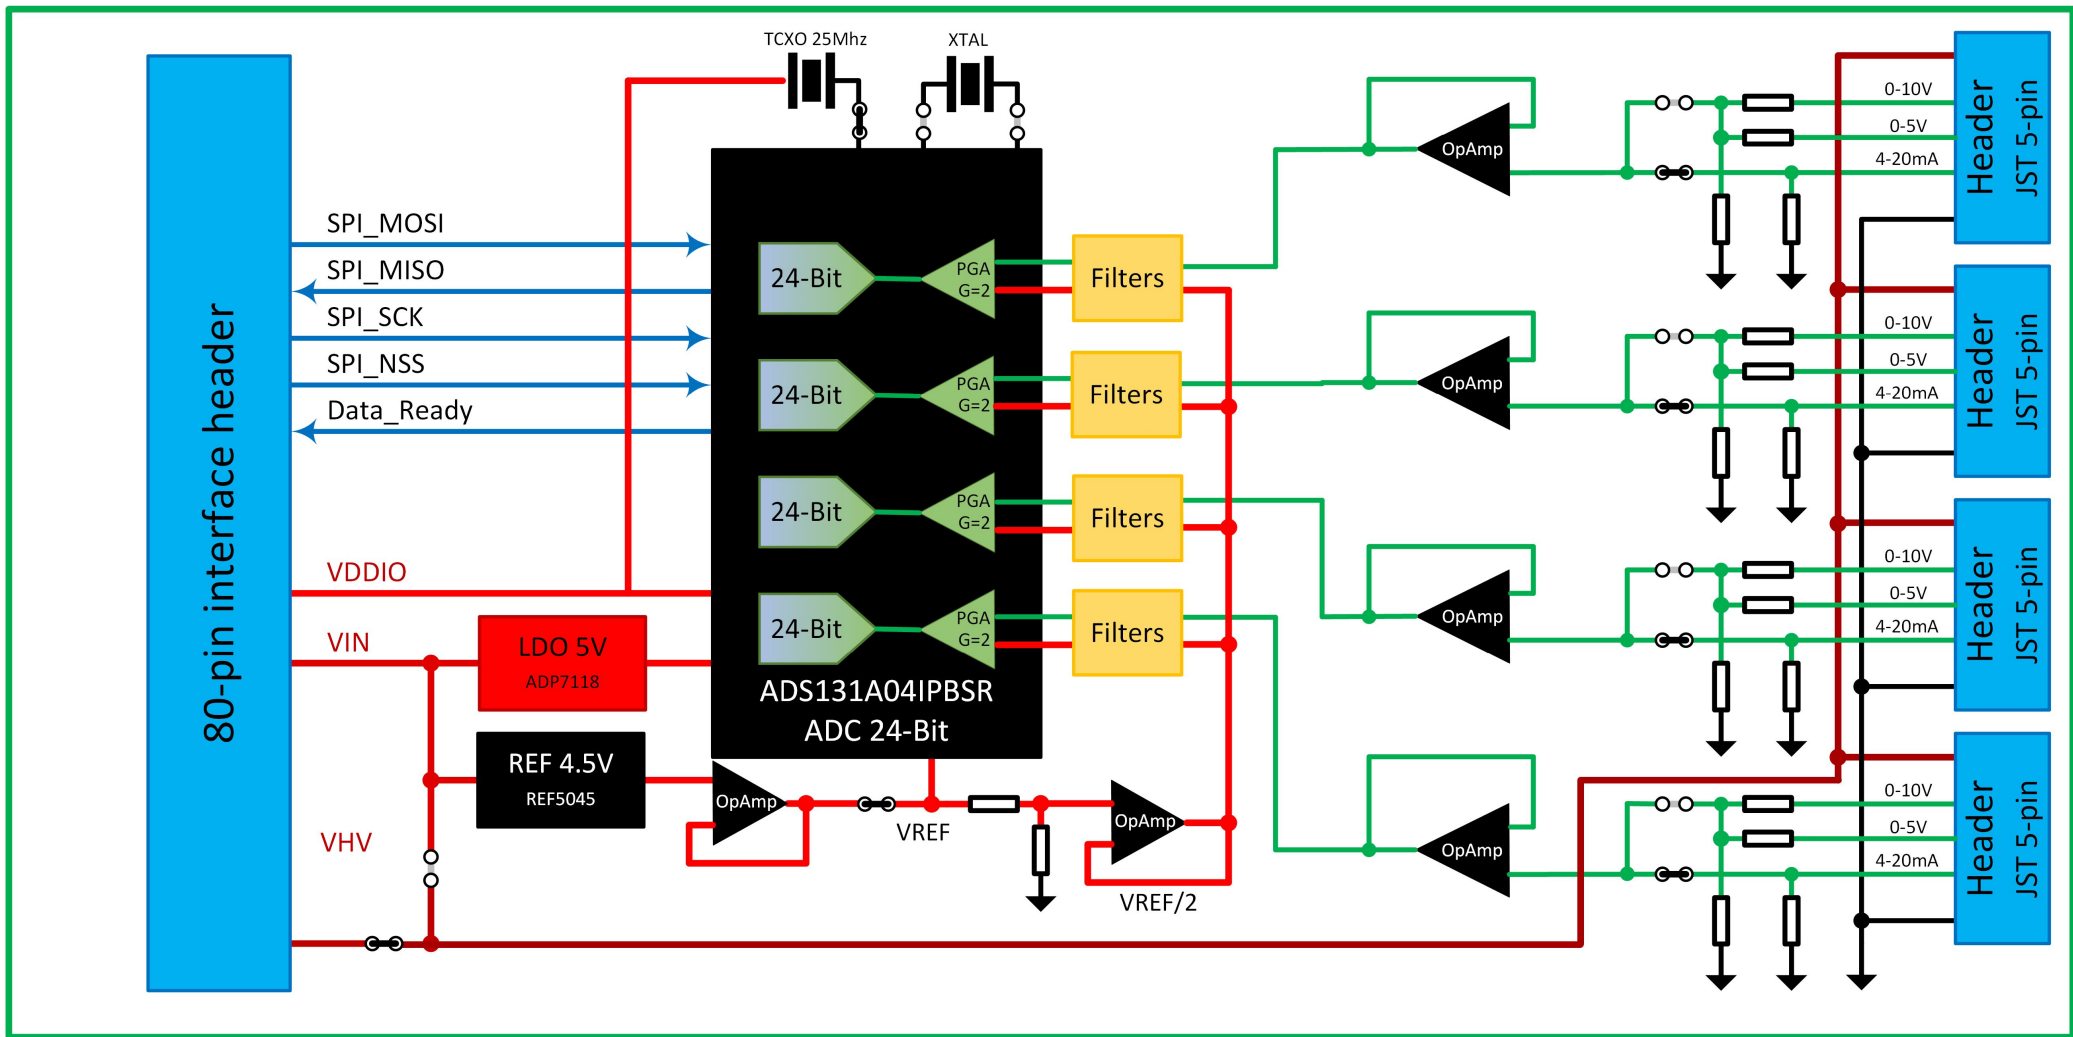 TCXO 25Mhz
XTAL
80-pin interface header
SPI_MOSI
SPI_MISO
SPI_SCK
SPI_NSS
Data_Ready
VDDIO
VIN
LDO 5V
ADP7118
REF 4.5V
REF5045
VHV
24-Bit
PGA
G=2
Filters
24-Bit
PGA
G=2
Filters
24-Bit
PGA
G=2
Filters
24-Bit
PGA
G=2
Filters
ADS131A04IPBSR
ADC 24-Bit
OpAmp
VREF
OpAmp
VREF/2
OpAmp
0-10V
0-5V
4-20mA
Header
JST 5-pin
OpAmp
0-10V
0-5V
4-20mA
Header
JST 5-pin
OpAmp
0-10V
0-5V
4-20mA
Header
JST 5-pin
OpAmp
0-10V
0-5V
4-20mA
Header
JST 5-pin